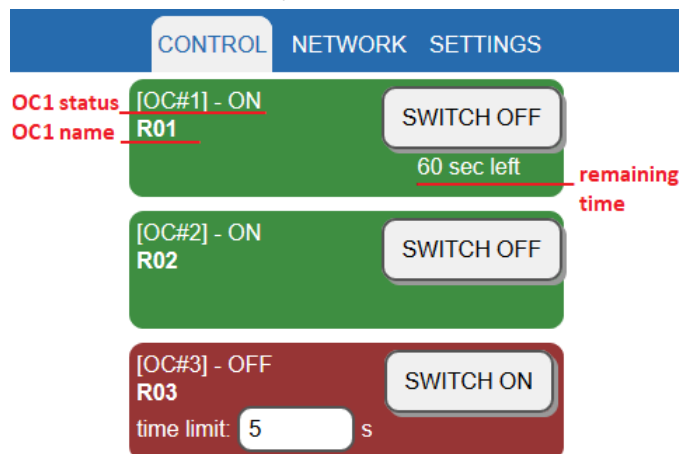 CONTROL NETWORK SETTINGS
OC1 status [OC#1] - ON SWITCH OFF
OC1 name R01
60 sec left remaining
time
[OC#2] - ON SWITCH OFF
R02
[OC#3] - OFF SWITCH ON
R03
time limit: 5 s